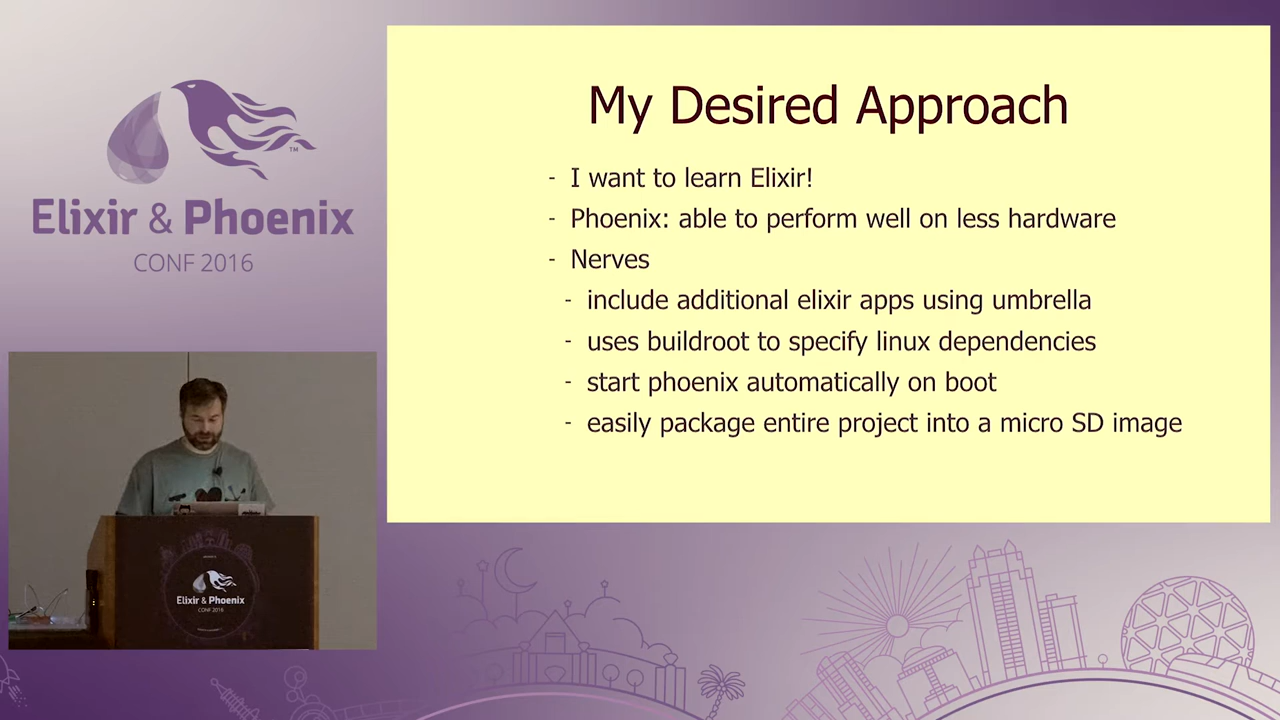 Elixir & Phoenix
CONF 2016
TM
My Desired Approach
- I want to learn Elixir!
- Phoenix: able to perform well on less hardware
- Nerves
- include additional elixir apps using umbrella
- uses buildroot to specify linux dependencies
- start phoenix automatically on boot
- easily package entire project into a micro SD image
Elixir & Phoenix
CONF 2016